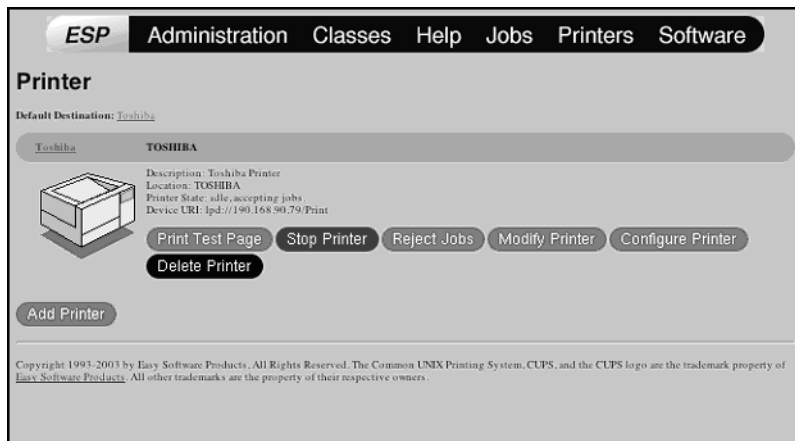 ESP Administration Classes Help Jobs Printers Software
Printer
Default Destination: Toshiba
Toshiba TOSHIBA
Description: Toshiba Printer
Location: TOSHIBA
Printer State: idle, accepting jobs.
Device URI: lpd://190.168.90.79/Print
Print Test Page Stop Printer Reject Jobs Modify Printer Configure Printer
Delete Printer
Add Printer
Copyright 1993-2003 by Easy Software Products, All Rights Reserved. The Common UNIX Printing System, CUPS, and the CUPS logo are the trademark property of
Easy Software Products. All other trademarks are the property of their respective owners.